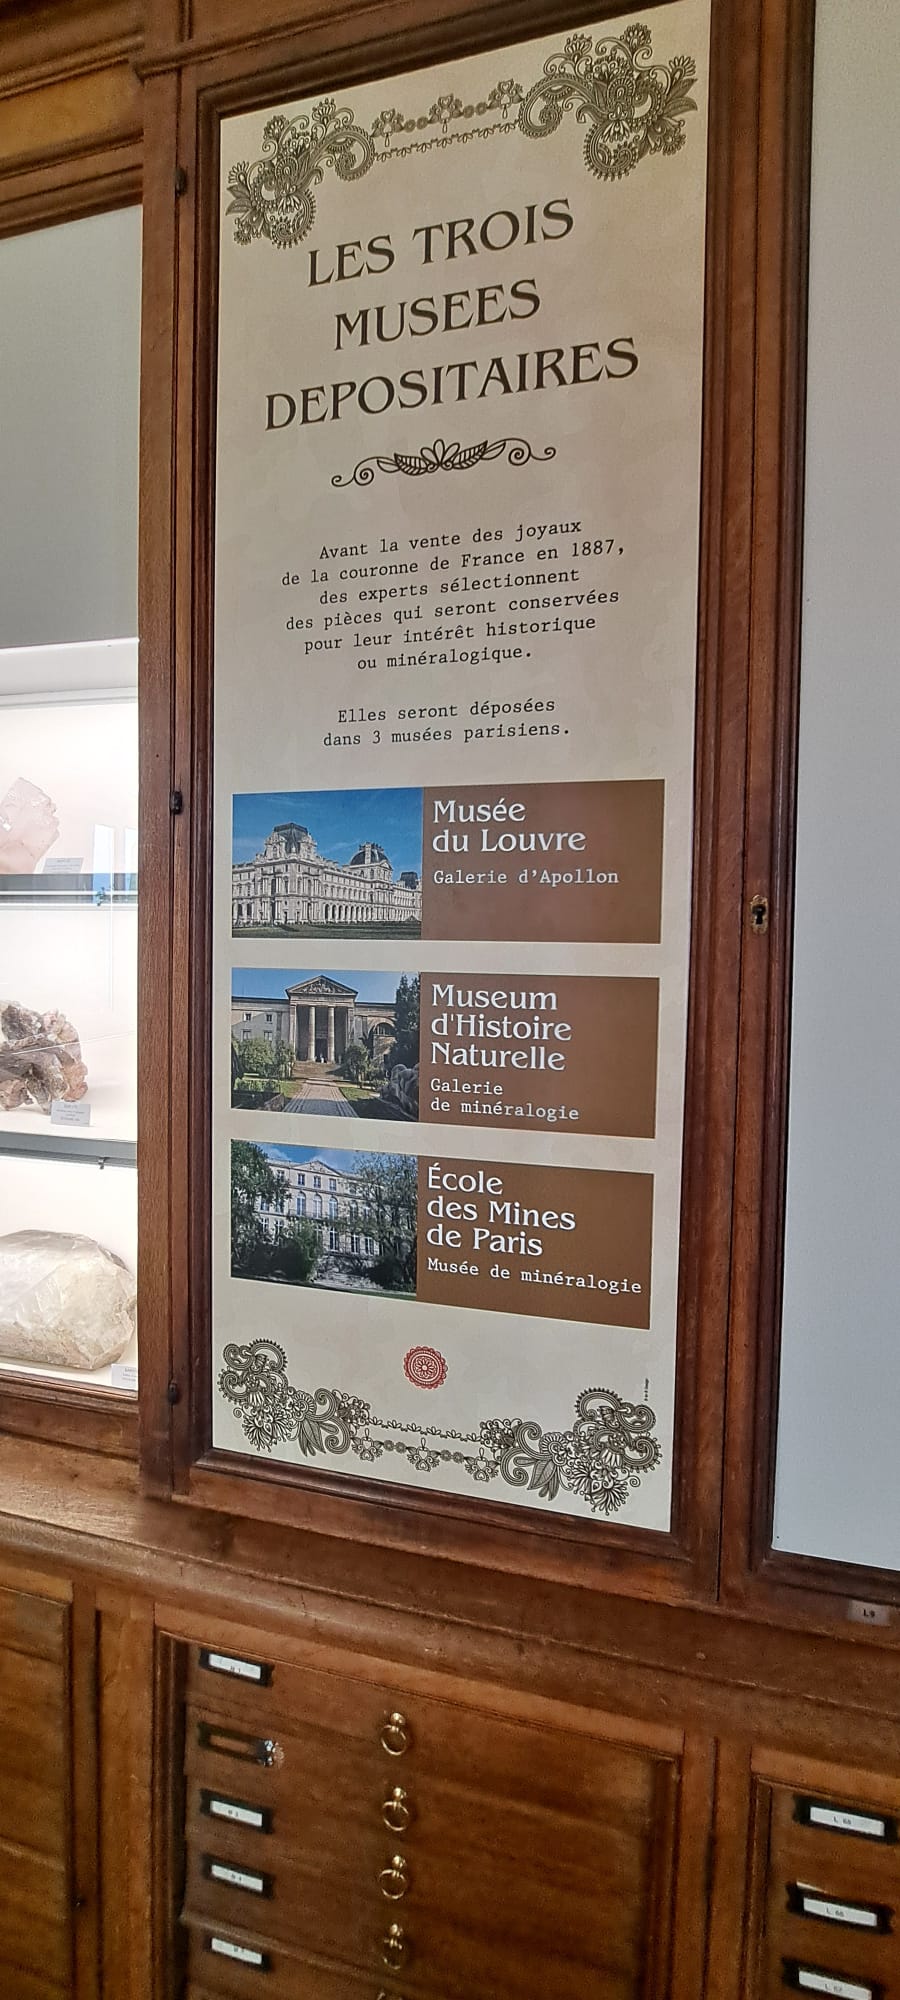 LES TROIS
MUSEES
DEPOSITAIRES
Avant la vente des joyaux
de la couronne de France en 1887,
des experts sélectionnent
des pièces qui seront conservées
pour leur intérêt historique
ou minéralogique.
Elles seront déposées
dans 3 musées parisiens.
Musée
du Louvre
Galerie d'Apollon
Museum
d'Histoire
Naturelle
Galerie
de minéralogie
École
des Mines
de Paris
Musée de minéralogie
L9
L 66